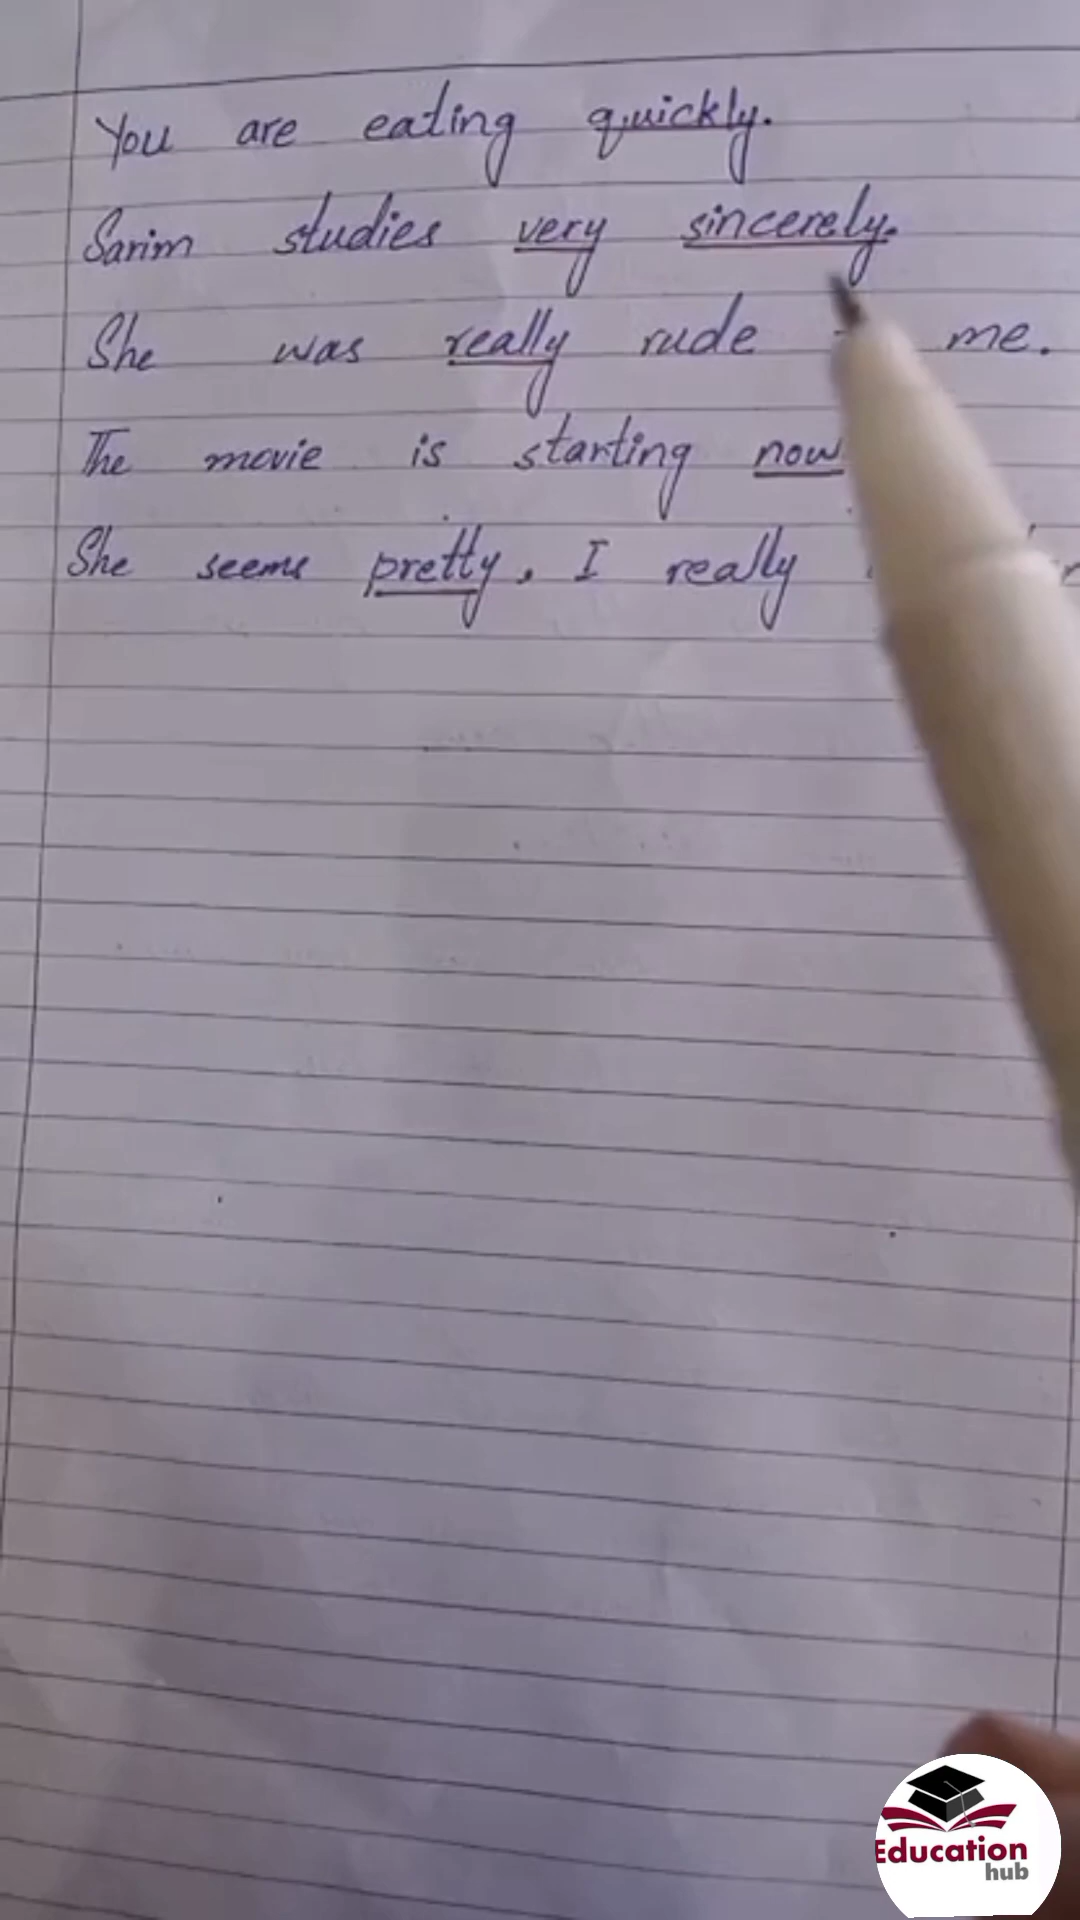 You are eating quickly.
Sarim studies very sincerely.
She was really rude me.
The movie is starting now
She seems pretty. I really
Education
hub